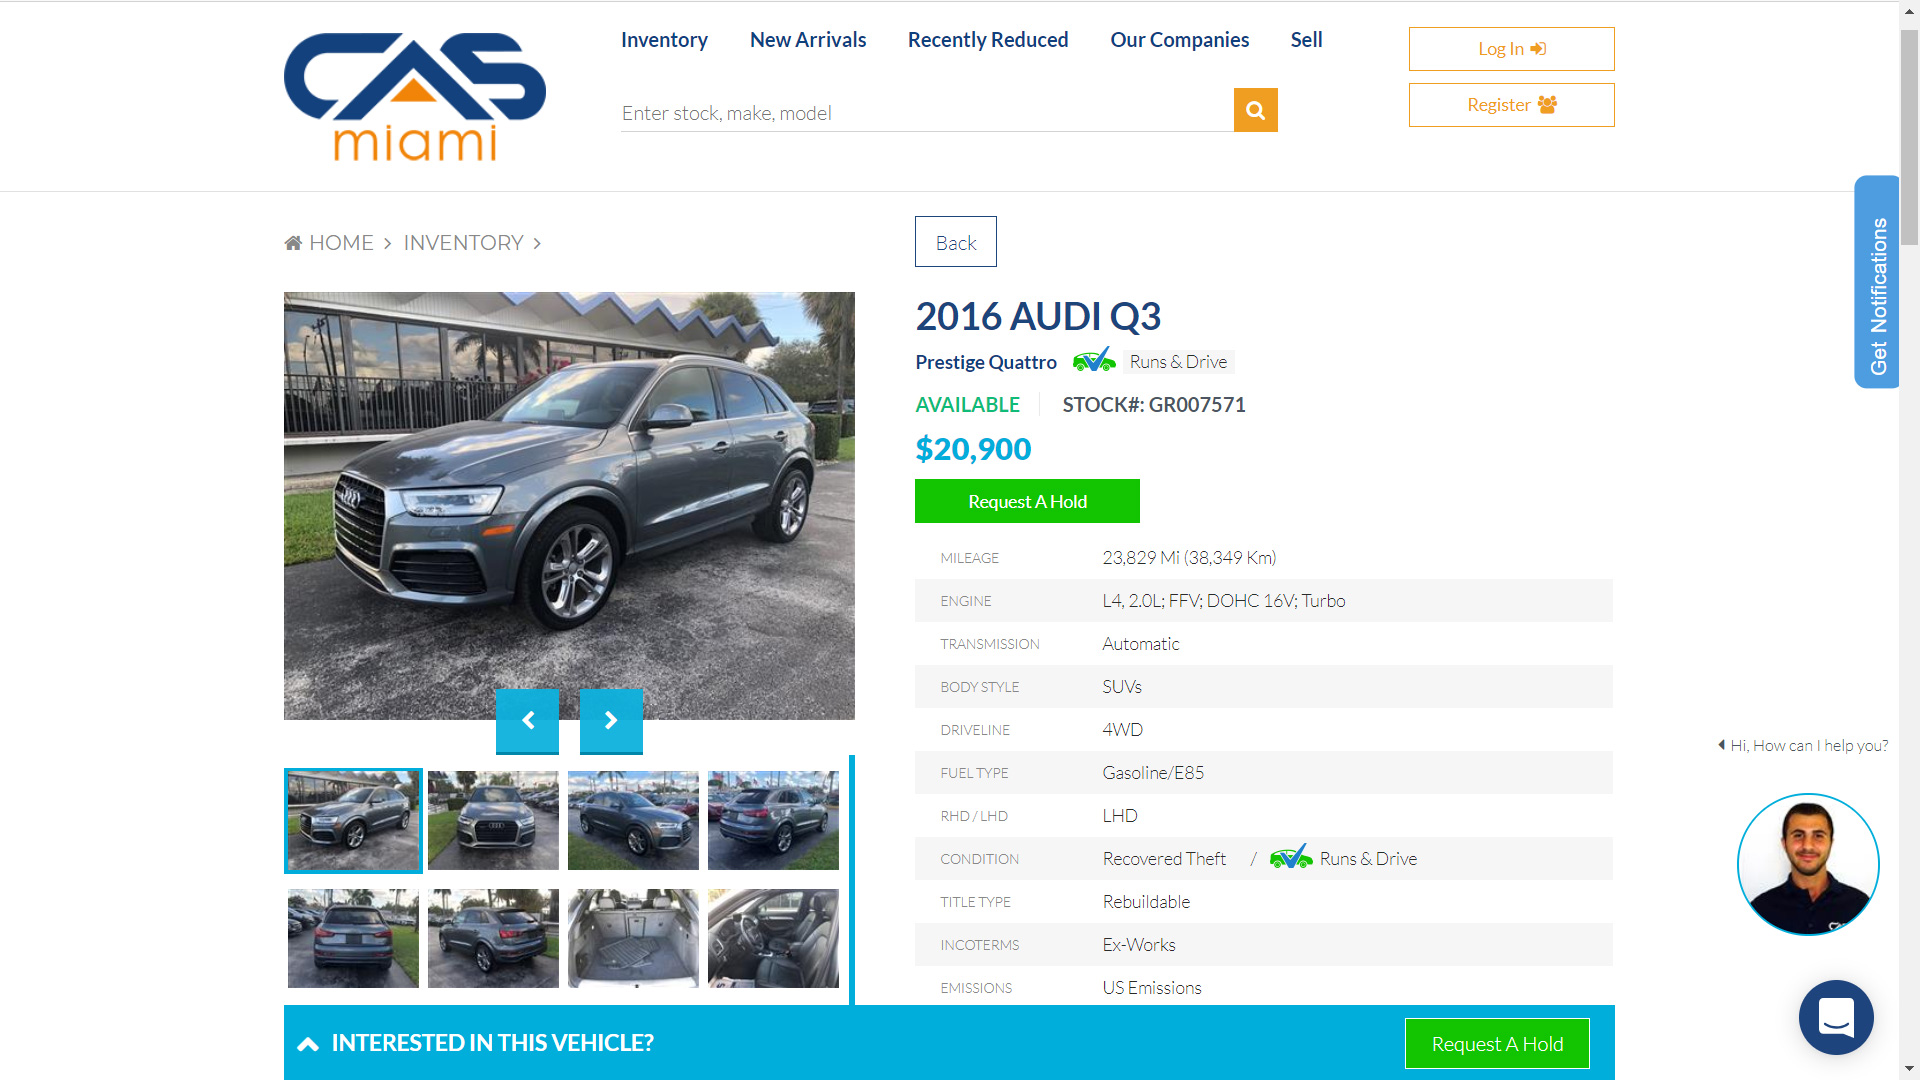 CAS
miami
Inventory
New Arrivals
Recently Reduced
Our Companies
Sell
Enter stock, make, model
Log In
Register
Get Notifications
HOME > INVENTORY >
Back
2016 AUDI Q3
Prestige Quattro Runs & Drive
AVAILABLE STOCK#: GR007571
$20,900
Request A Hold
MILEAGE 23,829 Mi (38,349 Km)
ENGINE L4, 2.0L; FFV; DOHC 16V; Turbo
TRANSMISSION Automatic
BODY STYLE SUVs
DRIVELINE 4WD
FUEL TYPE Gasoline/E85
RHD / LHD LHD
CONDITION Recovered Theft / Runs & Drive
TITLE TYPE Rebuildable
INCOTERMS Ex-Works
EMISSIONS US Emissions
Hi, How can I help you?
INTERESTED IN THIS VEHICLE?
Request A Hold